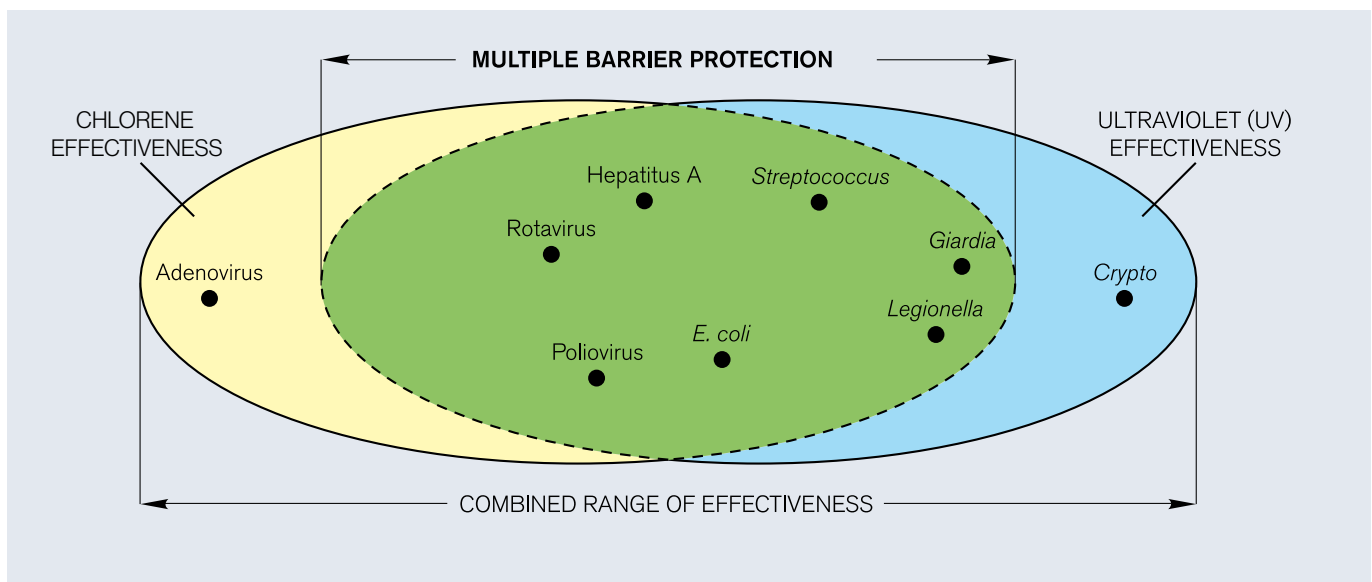 MULTIPLE BARRIER PROTECTION
CHLORENE
EFFECTIVENESS
ULTRAVIOLET (UV)
EFFECTIVENESS
Hepatitus A
Streptococcus
Rotavirus
Giardia
Adenovirus
Crypto
Legionella
E. coli
Poliovirus
COMBINED RANGE OF EFFECTIVENESS